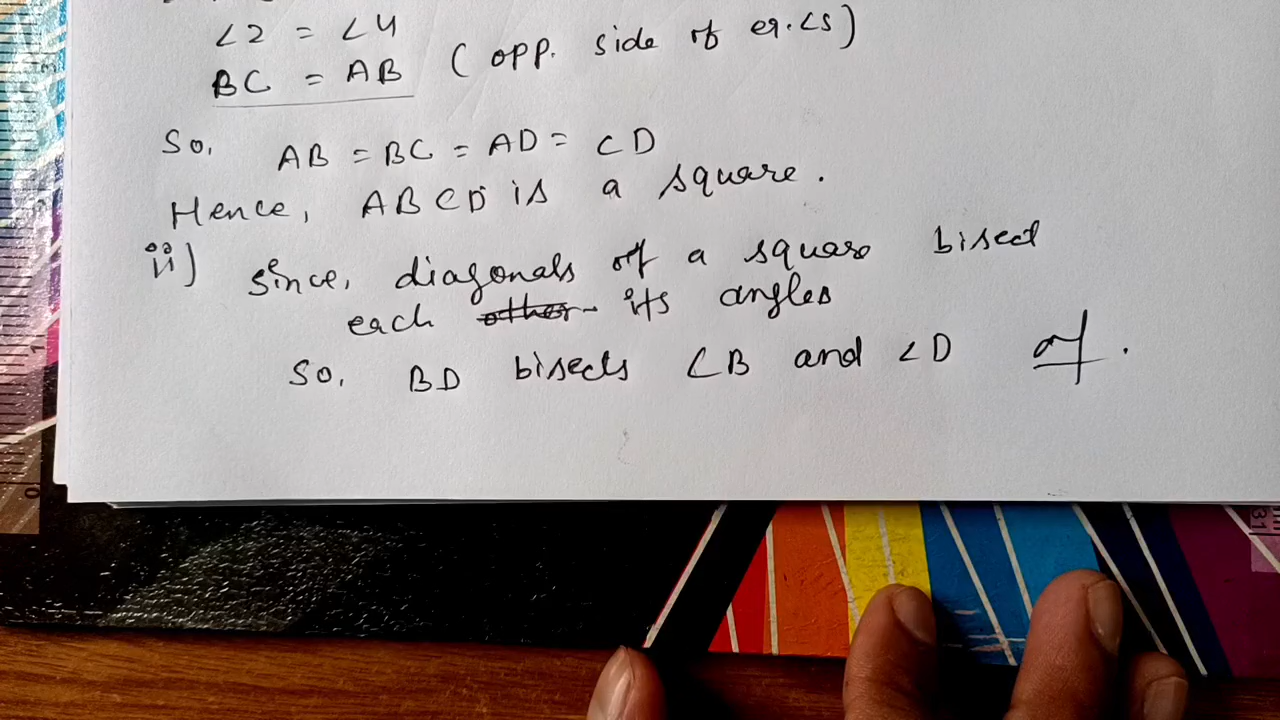 ∠2 = ∠4
BC = AB (opp. side of eq. ∠s)
So, AB = BC = AD = CD
Hence, ABCD is a square.
ii) since, diagonals of a square bisect
each other its angles
So, BD bisects ∠B and ∠D